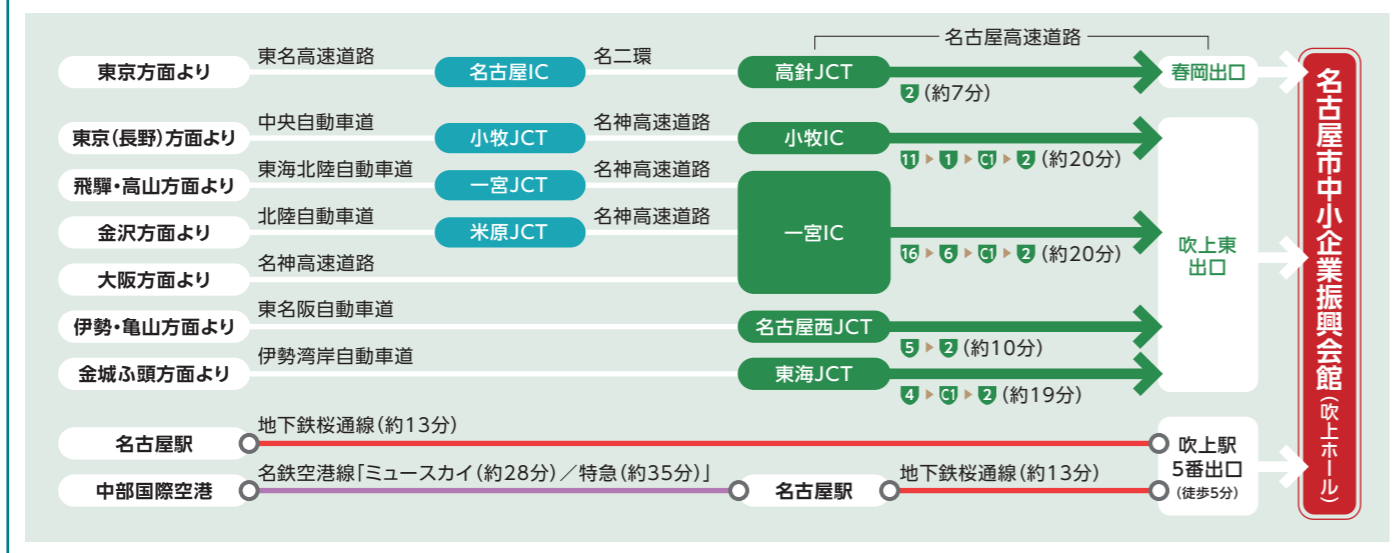 名古屋高速道路
東京方面より 東名高速道路 名古屋IC 名二環 高針JCT 2 (約7分) 春岡出口
東京(長野)方面より 中央自動車道 小牧JCT 名神高速道路 小牧IC 11 ▶ 1 ▶ C1 ▶ 2 (約20分)
飛驒・高山方面より 東海北陸自動車道 一宮JCT 名神高速道路
金沢方面より 北陸自動車道 米原JCT 名神高速道路 一宮IC 16 ▶ 6 ▶ C1 ▶ 2 (約20分)
大阪方面より 名神高速道路
伊勢・亀山方面より 東名阪自動車道 名古屋西JCT 5 ▶ 2 (約10分)
金城ふ頭方面より 伊勢湾岸自動車道 東海JCT 4 ▶ C1 ▶ 2 (約19分)
吹上東
出口
名古屋駅 地下鉄桜通線(約13分)
中部国際空港 名鉄空港線「ミュースカイ(約28分)/特急(約35分)」 名古屋駅 地下鉄桜通線(約13分)
吹上駅
5番出口
(徒歩5分)
名古屋市中小企業振興会館(吹上ホール)